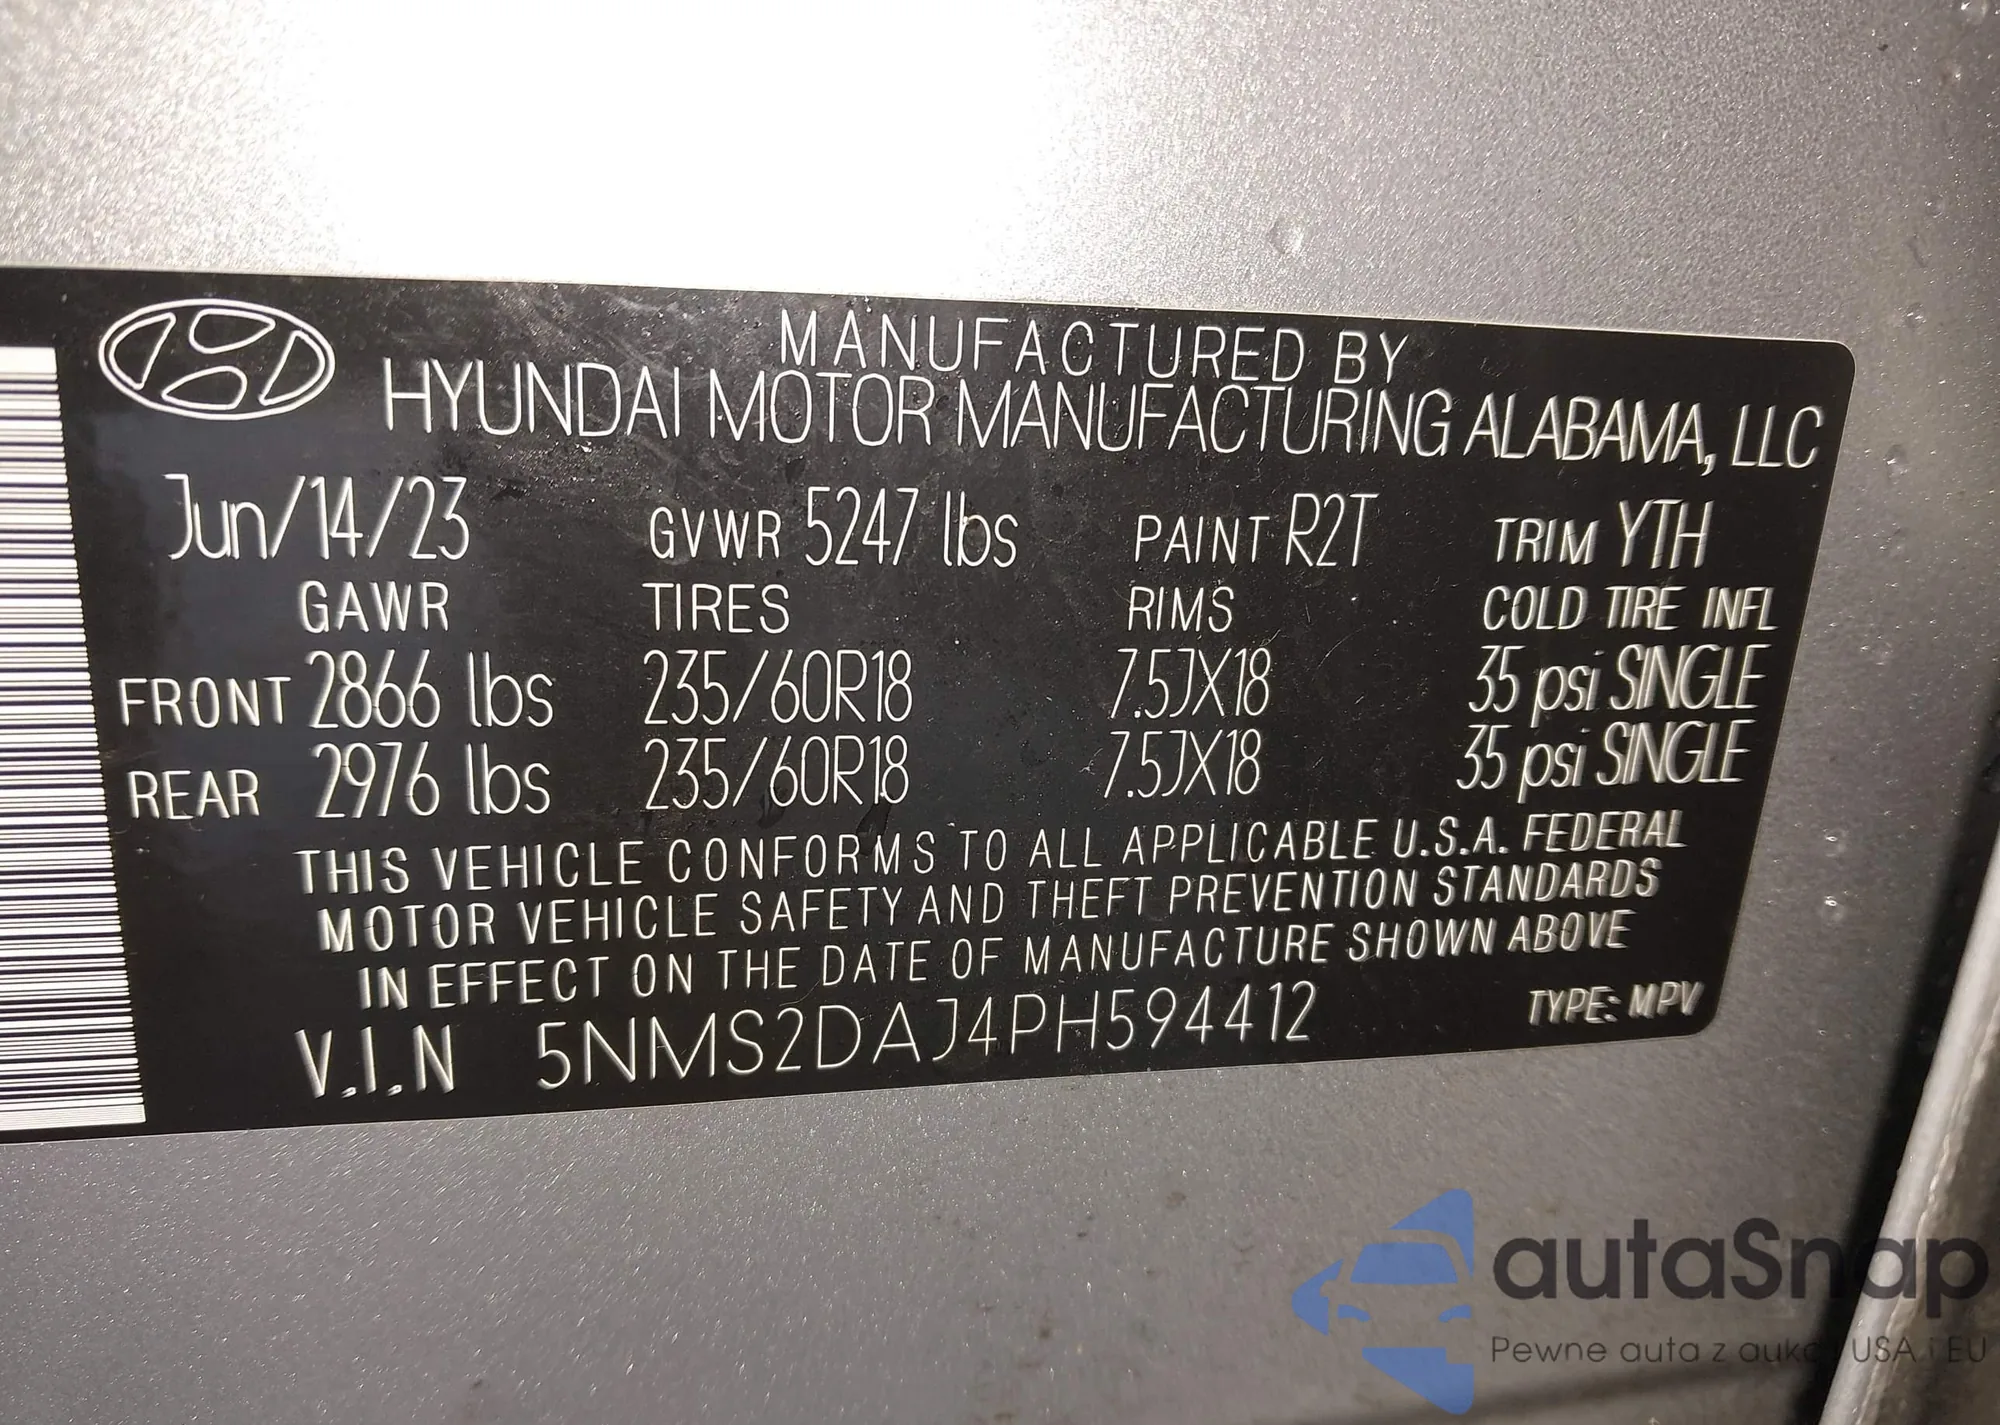 MANUFACTURED BY
HYUNDAI MOTOR MANUFACTURING ALABAMA, LLC
Jun/14/23 GVWR 5247 lbs PAINT R2T TRIM YTH
GAWR TIRES RIMS COLD TIRE INFL
FRONT 2866 lbs 235/60R18 7.5JX18 35 psi SINGLE
REAR 2976 lbs 235/60R18 7.5JX18 35 psi SINGLE
THIS VEHICLE CONFORMS TO ALL APPLICABLE U.S.A. FEDERAL
MOTOR VEHICLE SAFETY AND THEFT PREVENTION STANDARDS
IN EFFECT ON THE DATE OF MANUFACTURE SHOWN ABOVE
V.I.N 5NMS2DAJ4PH594412 TYPE: MPV
autaSnap
Pewne auta z aukcji USA i EU